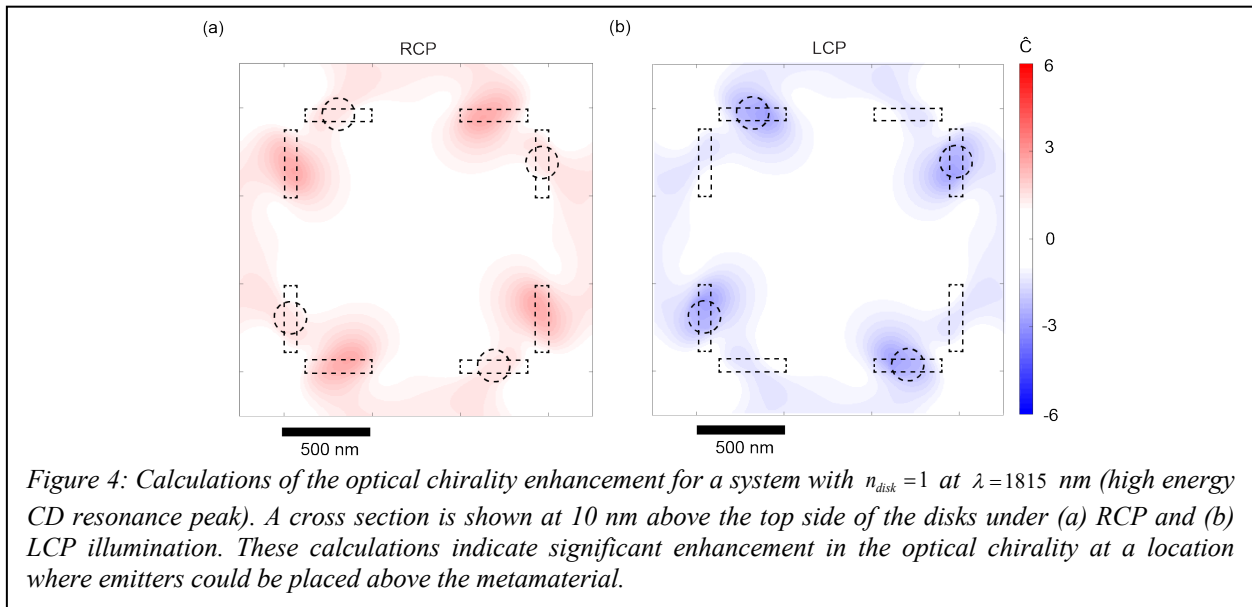 (a) (b)
RCP LCP Ĉ
6
3
0
-3
-6
500 nm 500 nm
Figure 4: Calculations of the optical chirality enhancement for a system with n_disk = 1 at λ = 1815 nm (high energy
CD resonance peak). A cross section is shown at 10 nm above the top side of the disks under (a) RCP and (b)
LCP illumination. These calculations indicate significant enhancement in the optical chirality at a location
where emitters could be placed above the metamaterial.